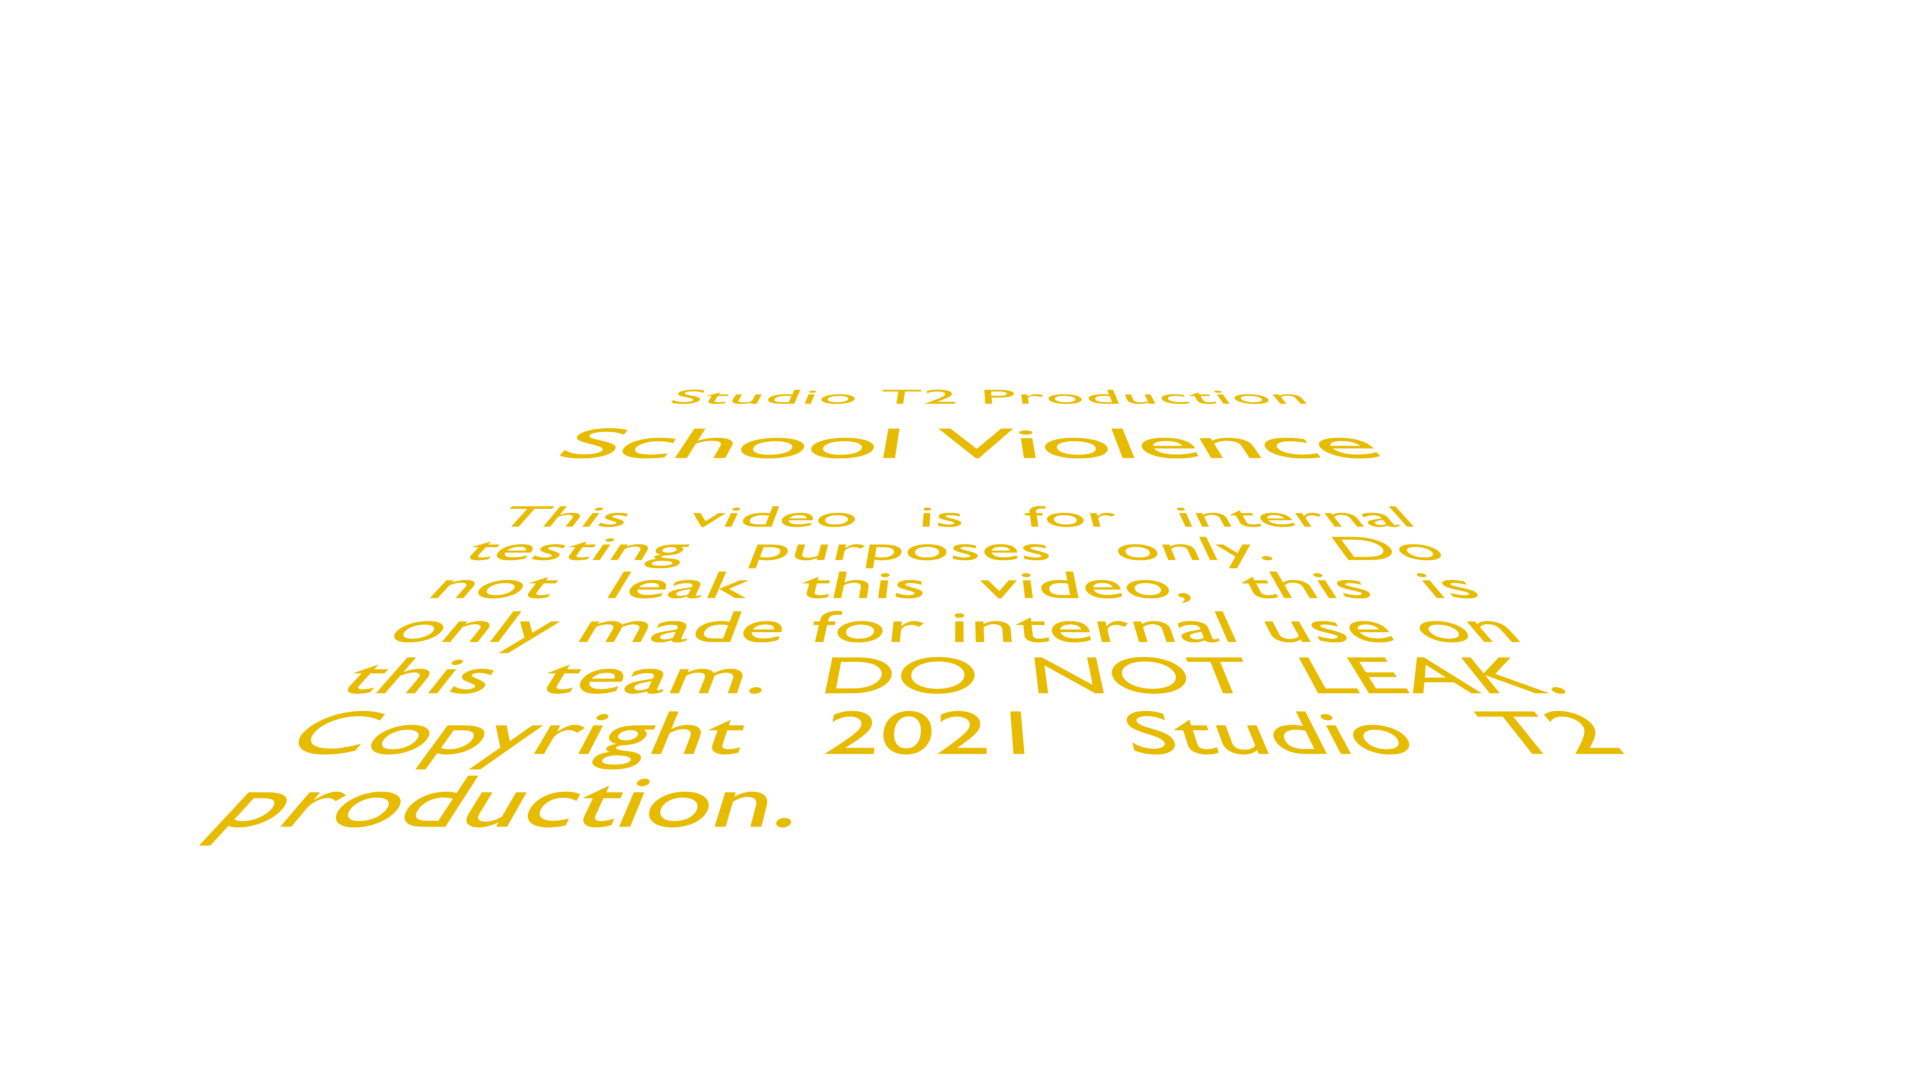 Studio T2 Production
School Violence
This video is for internal
testing purposes only. Do
not leak this video, this is
only made for internal use on
this team. DO NOT LEAK.
Copyright 2021 Studio T2
production.